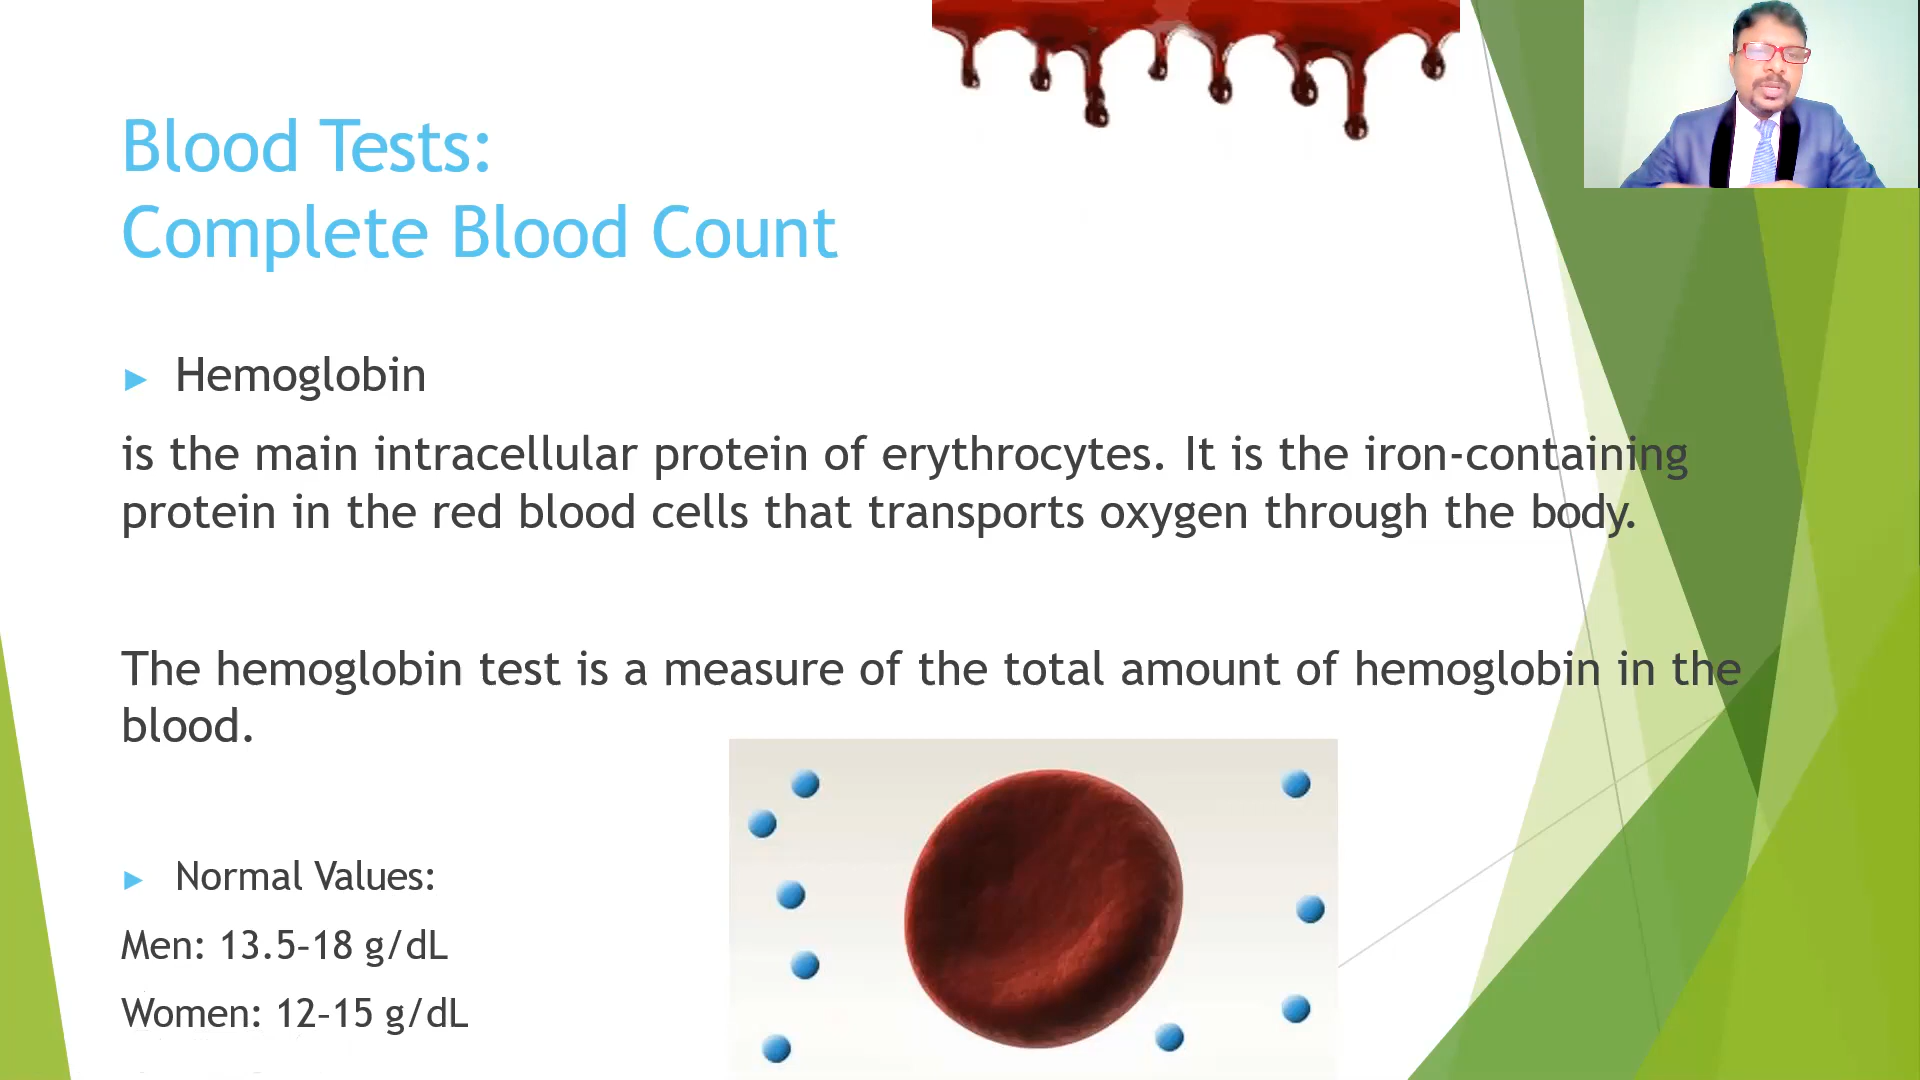 Blood Tests:
Complete Blood Count
► Hemoglobin
is the main intracellular protein of erythrocytes. It is the iron-containing
protein in the red blood cells that transports oxygen through the body.
The hemoglobin test is a measure of the total amount of hemoglobin in the
blood.
► Normal Values:
Men: 13.5–18 g/dL
Women: 12–15 g/dL